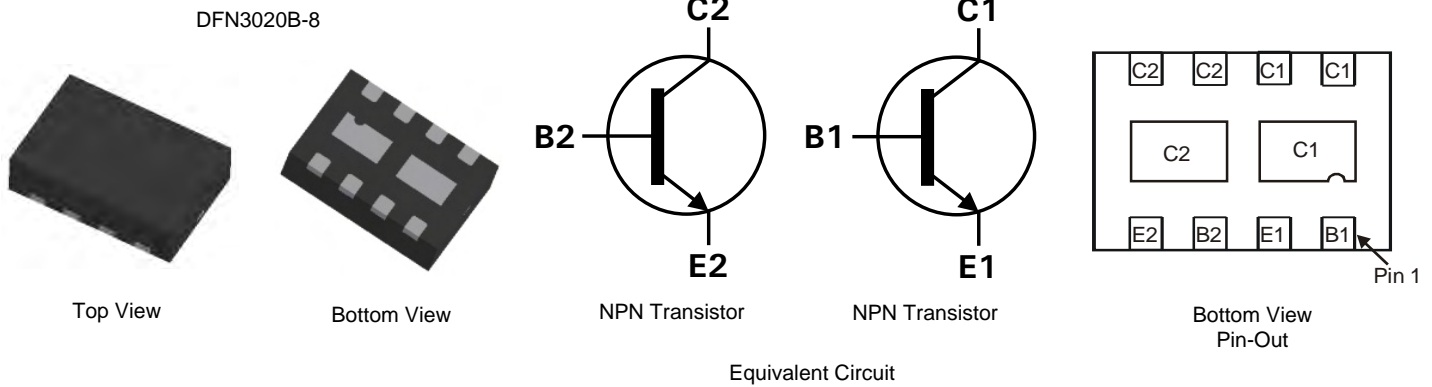 DFN3020B-8
C2
C1
B2
B1
E2
E1
C2 C2 C1 C1
C2 C1
E2 B2 E1 B1
Pin 1
Top View
Bottom View
NPN Transistor
NPN Transistor
Bottom View
Pin-Out
Equivalent Circuit